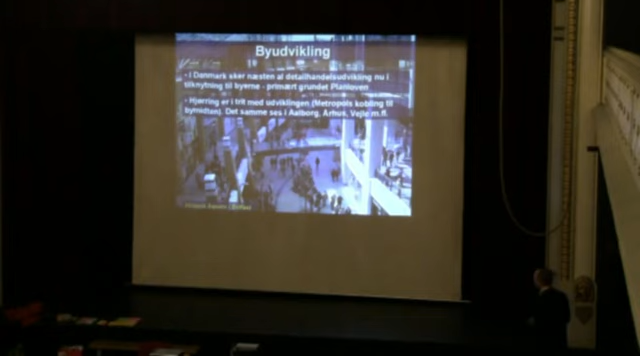 Byudvikling
- I Danmark sker næsten al detailhandelsudvikling nu i
tilknytning til byerne - primært grundet Planloven
- Hjørring er i trit med udviklingen (Metropols kobling til
bymidten). Det samme ses i Aalborg, Århus, Vejle m.fl.